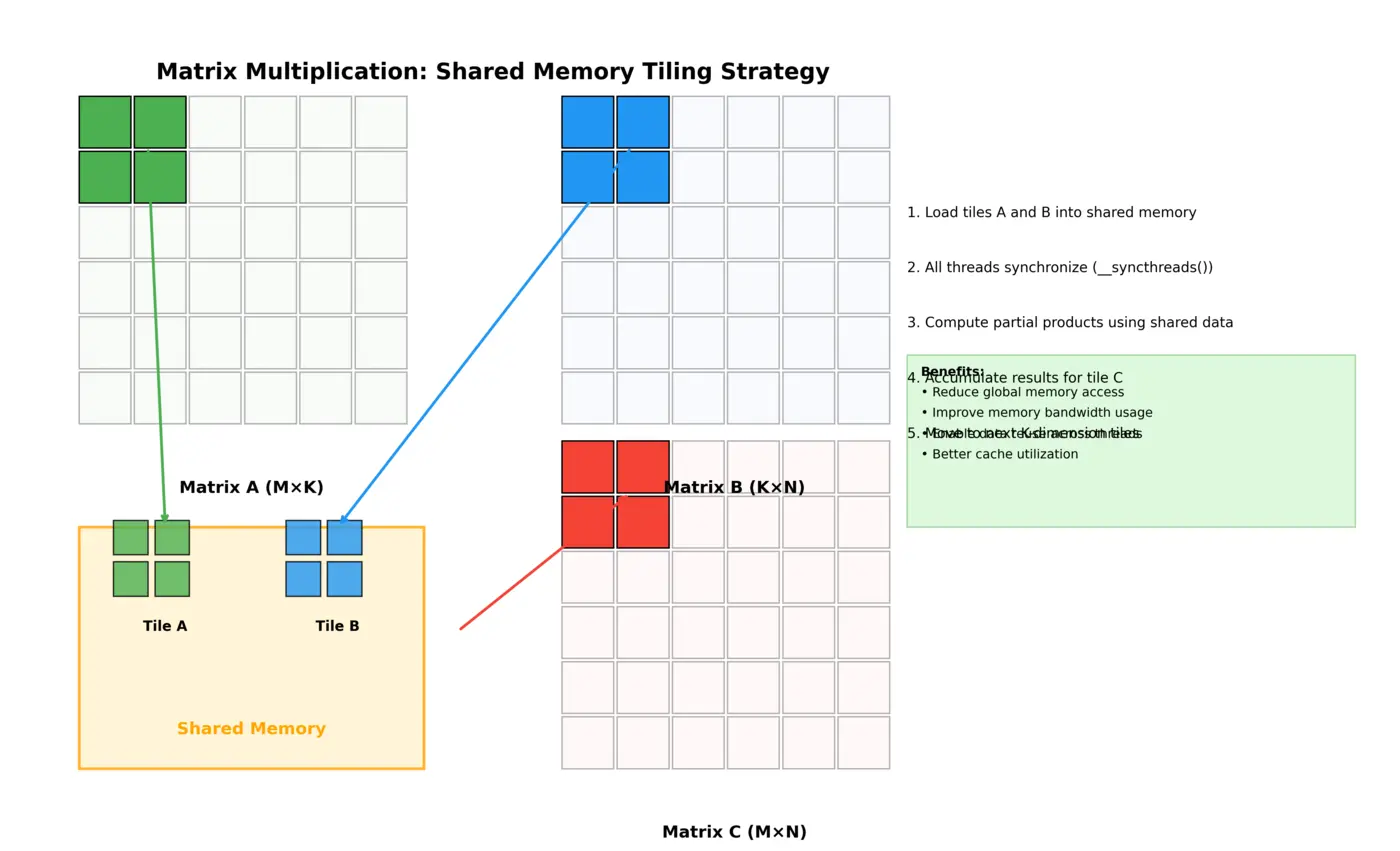 Matrix Multiplication: Shared Memory Tiling Strategy
1. Load tiles A and B into shared memory
2. All threads synchronize (__syncthreads())
3. Compute partial products using shared data
Benefits:
4. Accumulate results for tile C
• Reduce global memory access
• Improve memory bandwidth usage
5. Move to next K-dimension tiles
• Enable data reuse across threads
• Better cache utilization
Matrix A (M×K)
Matrix B (K×N)
Tile A
Tile B
Shared Memory
Matrix C (M×N)